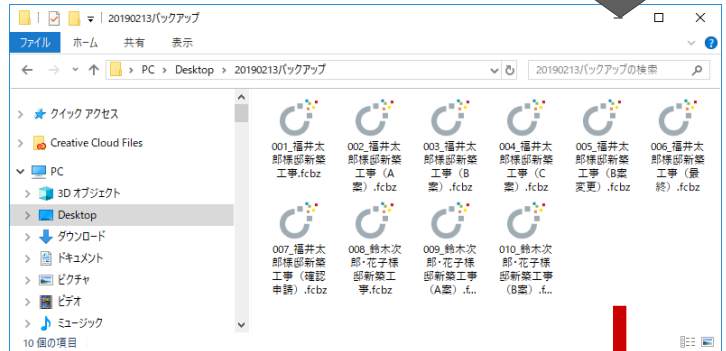 20190213バックアップ
ファイル ホーム 共有 表示
PC Desktop 20190213バックアップ
20190213バックアップの検索
クイック アクセス
Creative Cloud Files
PC
3D オブジェクト
Desktop
ダウンロード
ドキュメント
ピクチャ
ビデオ
ミュージック
001_福井太
郎様邸新築
工事.fcbz
002_福井太
郎様邸新築
工事（A
案）.fcbz
003_福井太
郎様邸新築
工事（B
案）.fcbz
004_福井太
郎様邸新築
工事（C
案）.fcbz
005_福井太
郎様邸新築
工事（B案
変更）.fcbz
006_福井太
郎様邸新築
工事（最
終）.fcbz
007_福井太
郎様邸新築
工事（確認
申請）.fcbz
008_鈴木次
郎・花子様
邸新築工
事.fcbz
009_鈴木次
郎・花子様
邸新築工事
（A案）.f...
010_鈴木次
郎・花子様
邸新築工事
（B案）.f...
10 個の項目